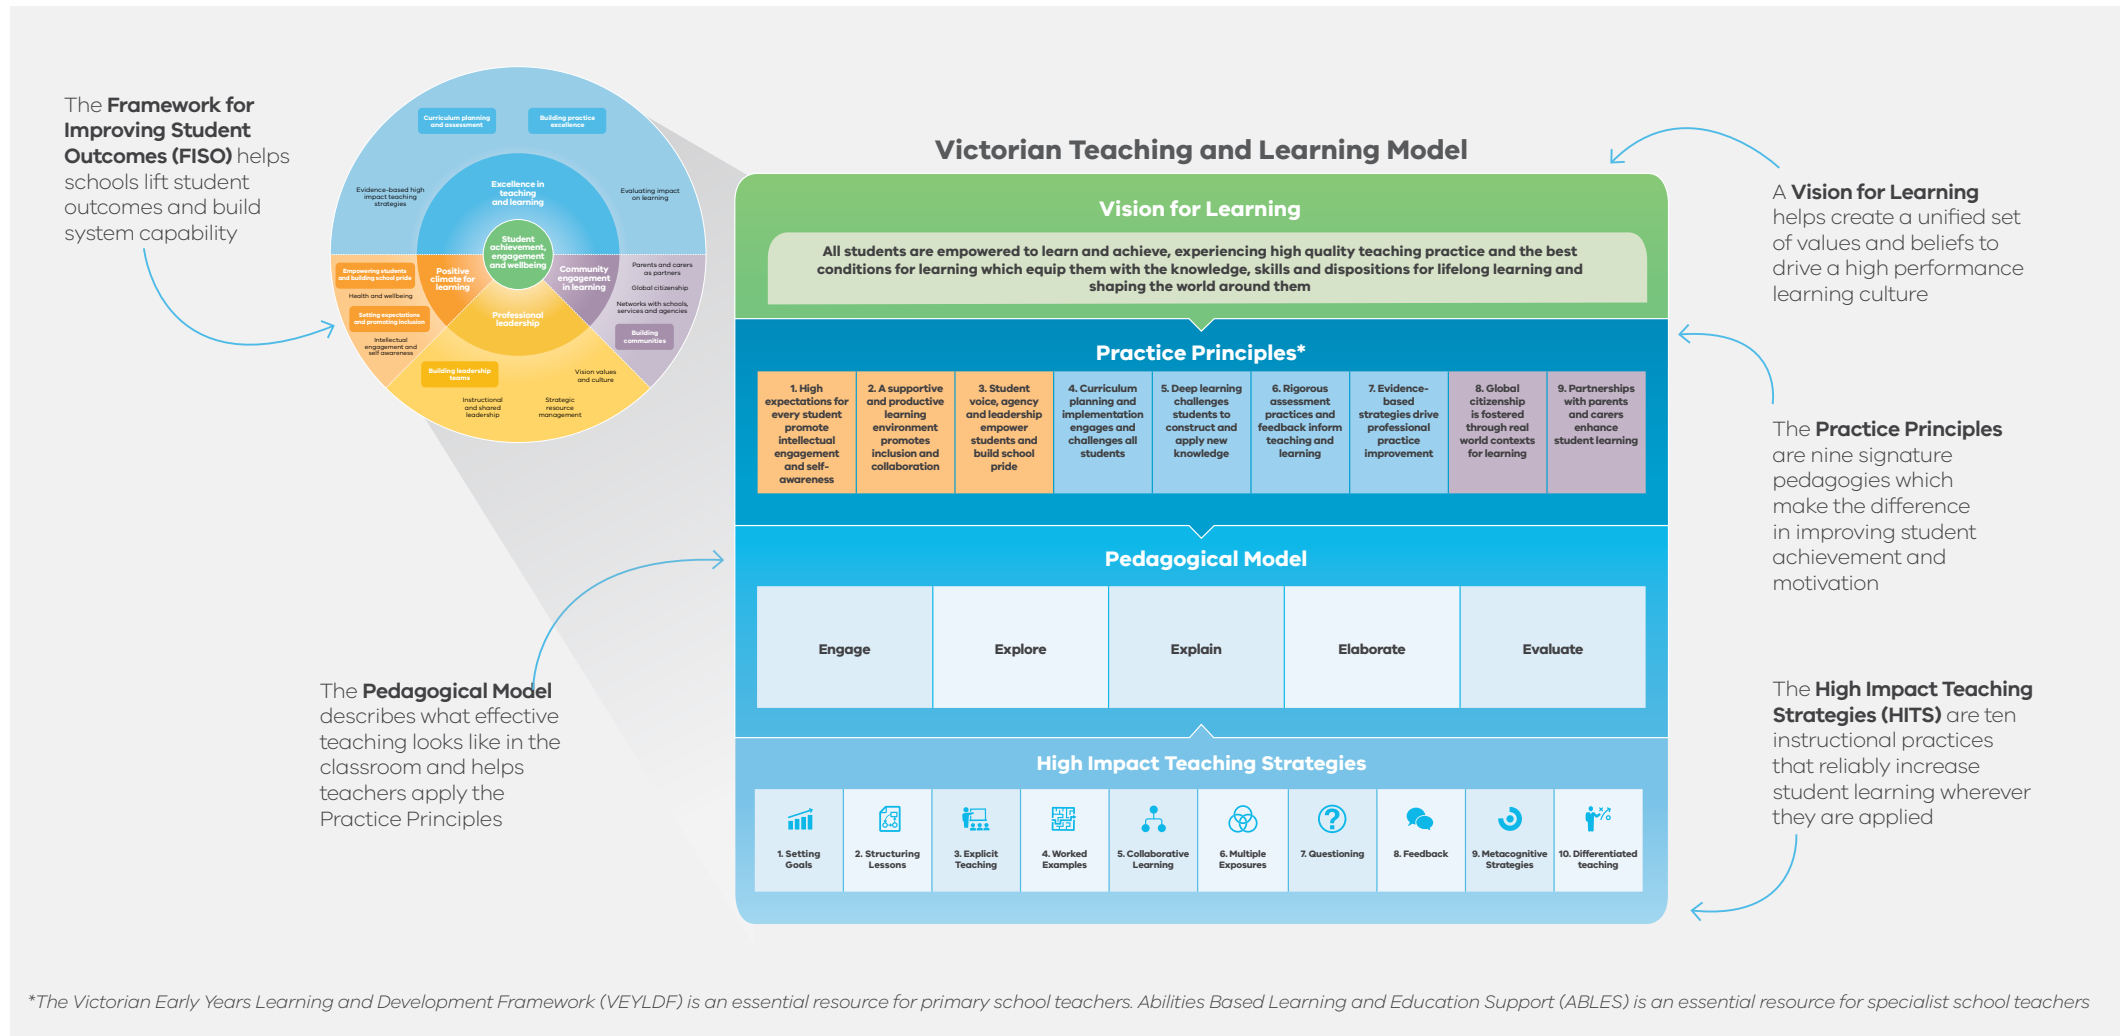 The Framework for
Improving Student
Outcomes (FISO) helps
schools lift student
outcomes and build
system capability
Curriculum planning
and assessment
Building practice
excellence
Evidence-based high
impact teaching
strategies
Excellence in
teaching
and learning
Evaluating impact
on learning
Student
achievement,
engagement
and wellbeing
Empowering students
and building school pride
Health and wellbeing
Setting expectations
and promoting inclusion
Intellectual
engagement and
self awareness
Positive
climate for
learning
Community
engagement
in learning
Parents and carers
as partners
Global citizenship
Networks with schools,
services and agencies
Building
communities
Professional
leadership
Building leadership
teams
Vision values
and culture
Instructional
and shared
leadership
Strategic
resource
management
Victorian Teaching and Learning Model
Vision for Learning
All students are empowered to learn and achieve, experiencing high quality teaching practice and the best
conditions for learning which equip them with the knowledge, skills and dispositions for lifelong learning and
shaping the world around them
Practice Principles*
1. High
expectations for
every student
promote
intellectual
engagement
and self-
awareness
2. A supportive
and productive
learning
environment
promotes
inclusion and
collaboration
3. Student
voice, agency
and leadership
empower
students and
build school
pride
4. Curriculum
planning and
implementation
engages and
challenges all
students
5. Deep learning
challenges
students to
construct and
apply new
knowledge
6. Rigorous
assessment
practices and
feedback inform
teaching and
learning
7. Evidence-
based
strategies drive
professional
practice
improvement
8. Global
citizenship
is fostered
through real
world contexts
for learning
9. Partnerships
with parents
and carers
enhance
student learning
Pedagogical Model
Engage
Explore
Explain
Elaborate
Evaluate
High Impact Teaching Strategies
1. Setting
Goals
2. Structuring
Lessons
3. Explicit
Teaching
4. Worked
Examples
5. Collaborative
Learning
6. Multiple
Exposures
7. Questioning
8. Feedback
9. Metacognitive
Strategies
10. Differentiated
teaching
A Vision for Learning
helps create a unified set
of values and beliefs to
drive a high performance
learning culture
The Practice Principles
are nine signature
pedagogies which
make the difference
in improving student
achievement and
motivation
The Pedagogical Model
describes what effective
teaching looks like in the
classroom and helps
teachers apply the
Practice Principles
The High Impact Teaching
Strategies (HITS) are ten
instructional practices
that reliably increase
student learning wherever
they are applied
*The Victorian Early Years Learning and Development Framework (VEYLDF) is an essential resource for primary school teachers. Abilities Based Learning and Education Support (ABLES) is an essential resource for specialist school teachers